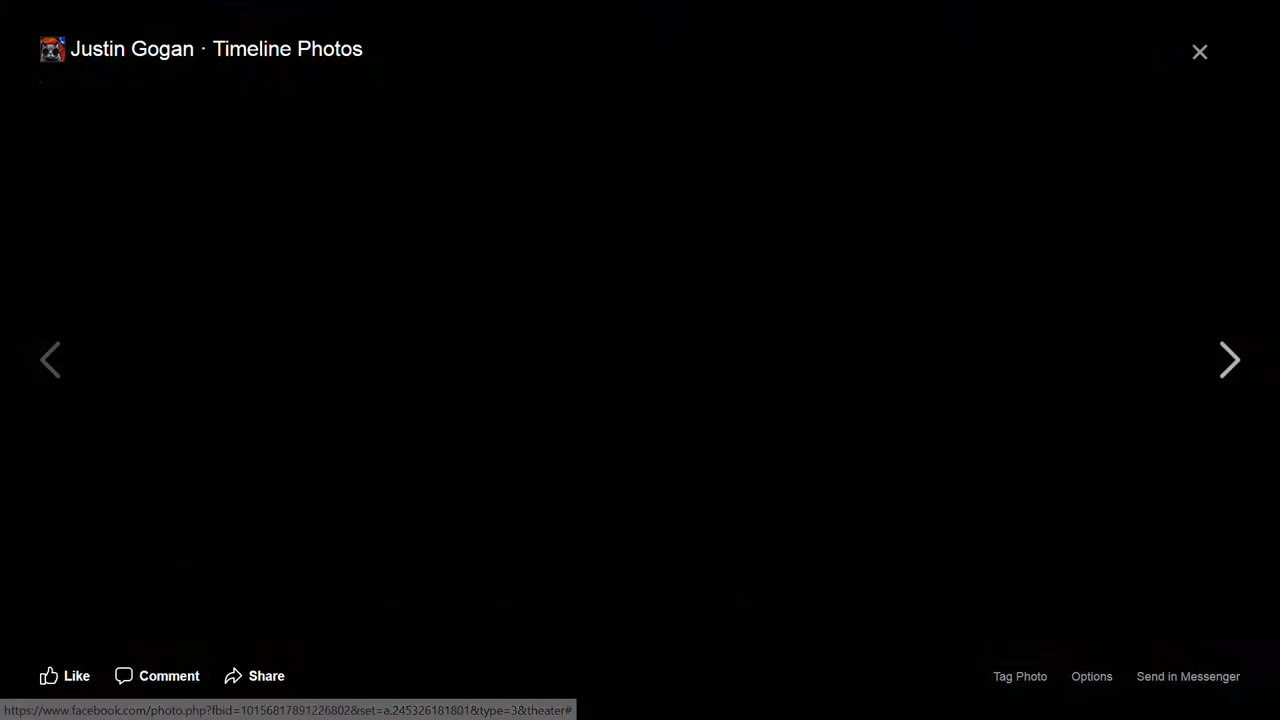 Justin Gogan · Timeline Photos
Like Comment Share
Tag Photo Options Send in Messenger
https://www.facebook.com/photo.php?fbid=10156817891226802&set=a.245326181801&type=3&theater#